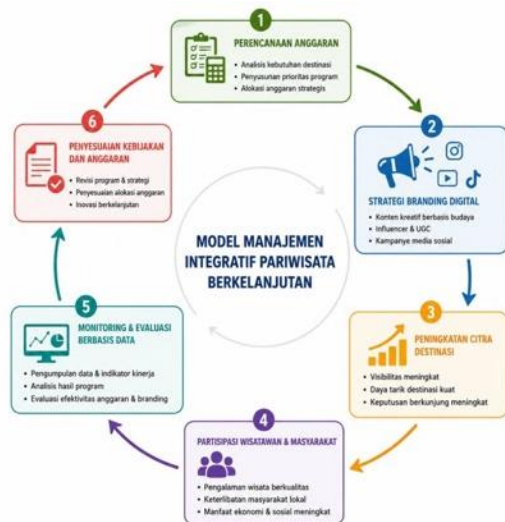 1
PERENCANAAN ANGGARAN
• Analisis kebutuhan destinasi
• Penyusunan prioritas program
• Alokasi anggaran strategis
2
STRATEGI BRANDING DIGITAL
• Konten kreatif berbasis budaya
• Influencer & UGC
• Kampanye media sosial
3
PENINGKATAN CITRA
DESTINASI
• Visibilitas meningkat
• Daya tarik destinasi kuat
• Keputusan berkunjung meningkat
4
PARTISIPASI WISATAWAN & MASYARAKAT
• Pengalaman wisata berkualitas
• Keterlibatan masyarakat lokal
• Manfaat ekonomi & sosial meningkat
5
MONITORING & EVALUASI
BERBASIS DATA
• Pengumpulan data & indikator kinerja
• Analisis hasil program
• Evaluasi efektivitas anggaran & branding
6
PENYESUAIAN KEBIJAKAN
DAN ANGGARAN
• Revisi program & strategi
• Penyesuaian alokasi anggaran
• Inovasi berkelanjutan
MODEL MANAJEMEN
INTEGRATIF PARIWISATA
BERKELANJUTAN